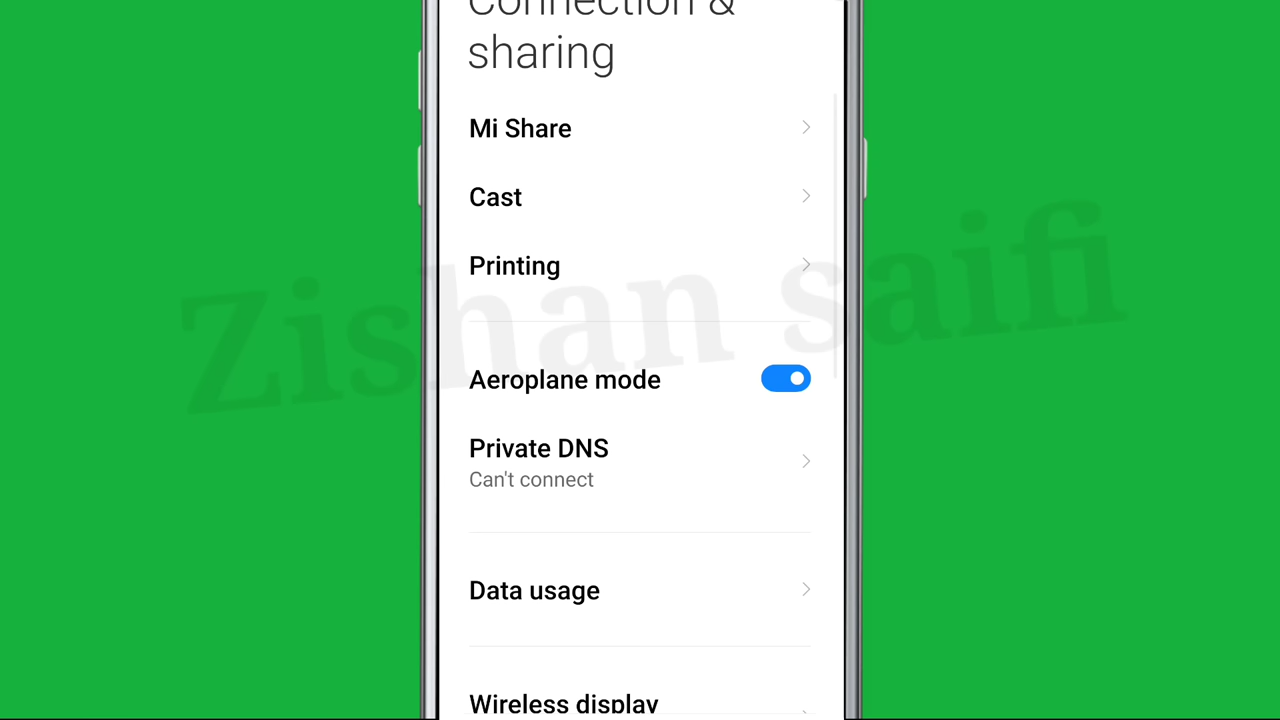 Connection &
sharing
Mi Share
Cast
Printing
Zishan saifi
Aeroplane mode
Private DNS
Can't connect
Data usage
Wireless display